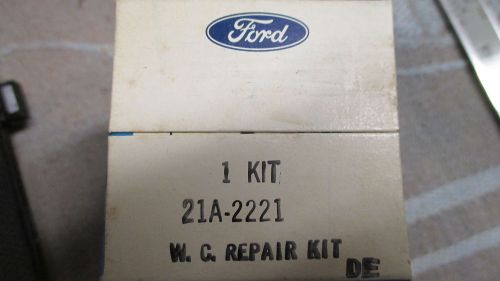 Ford
1 KIT
21A-2221
W. C. REPAIR KIT
DE